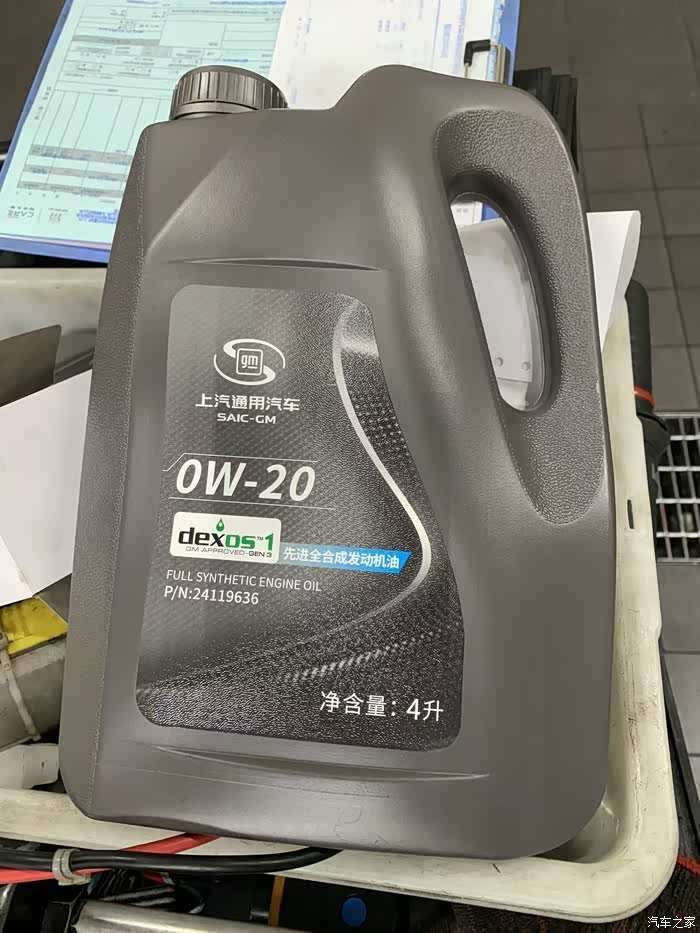 gm
上汽通用汽车
SAIC-GM
0W-20
dexos™1
GM APPROVED·GEN 3
先进全合成发动机油
FULL SYNTHETIC ENGINE OIL
P/N:24119636
净含量：4升
汽车之家